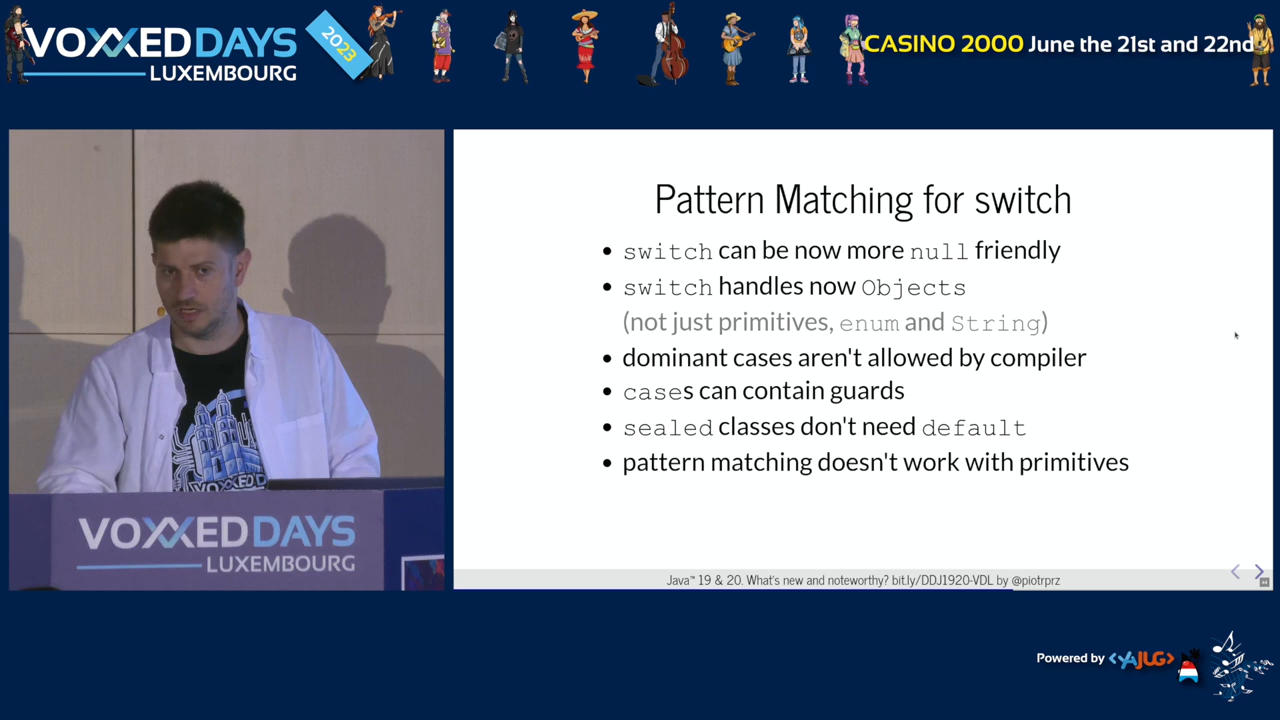 VOXXEDDAYS
LUXEMBOURG
2023
CASINO 2000 June the 21st and 22nd
Pattern Matching for switch
• switch can be now more null friendly
• switch handles now Objects
(not just primitives, enum and String)
• dominant cases aren't allowed by compiler
• cases can contain guards
• sealed classes don't need default
• pattern matching doesn't work with primitives
Java™ 19 & 20. What's new and noteworthy? bit.ly/DDJ1920-VDL by @piotrprz
VOXXED DAYS
VOXXEDDAYS
LUXEMBOURG
Powered by <YAJUG>